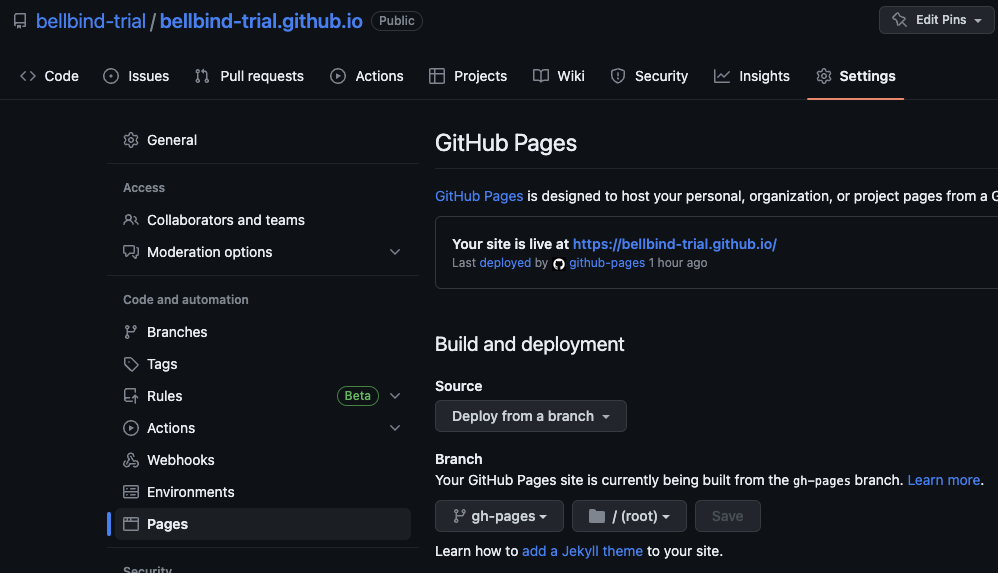 bellbind-trial / bellbind-trial.github.io Public Edit Pins
Code Issues Pull requests Actions Projects Wiki Security Insights Settings
General
Access
Collaborators and teams
Moderation options
Code and automation
Branches
Tags
Rules Beta
Actions
Webhooks
Environments
Pages
Security
GitHub Pages
GitHub Pages is designed to host your personal, organization, or project pages from a G
Your site is live at https://bellbind-trial.github.io/
Last deployed by github-pages 1 hour ago
Build and deployment
Source
Deploy from a branch
Branch
Your GitHub Pages site is currently being built from the gh-pages branch. Learn more.
gh-pages / (root) Save
Learn how to add a Jekyll theme to your site.